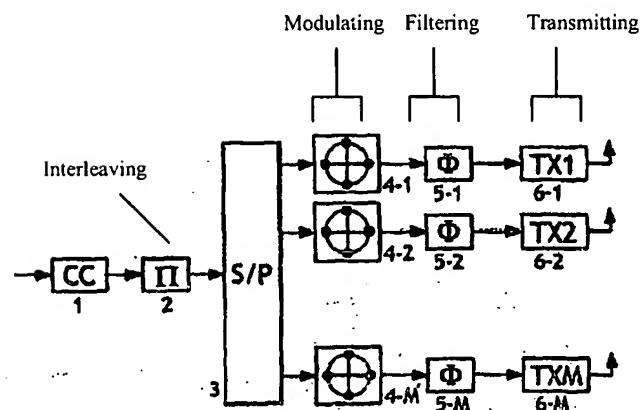 Modulating Filtering Transmitting
Interleaving
Φ TX1
4-1 5-1 6-1
Φ TX2
4-2 5-2 6-2
CC Π S/P
1 2
3
Φ TXM
4-M 5-M 6-M